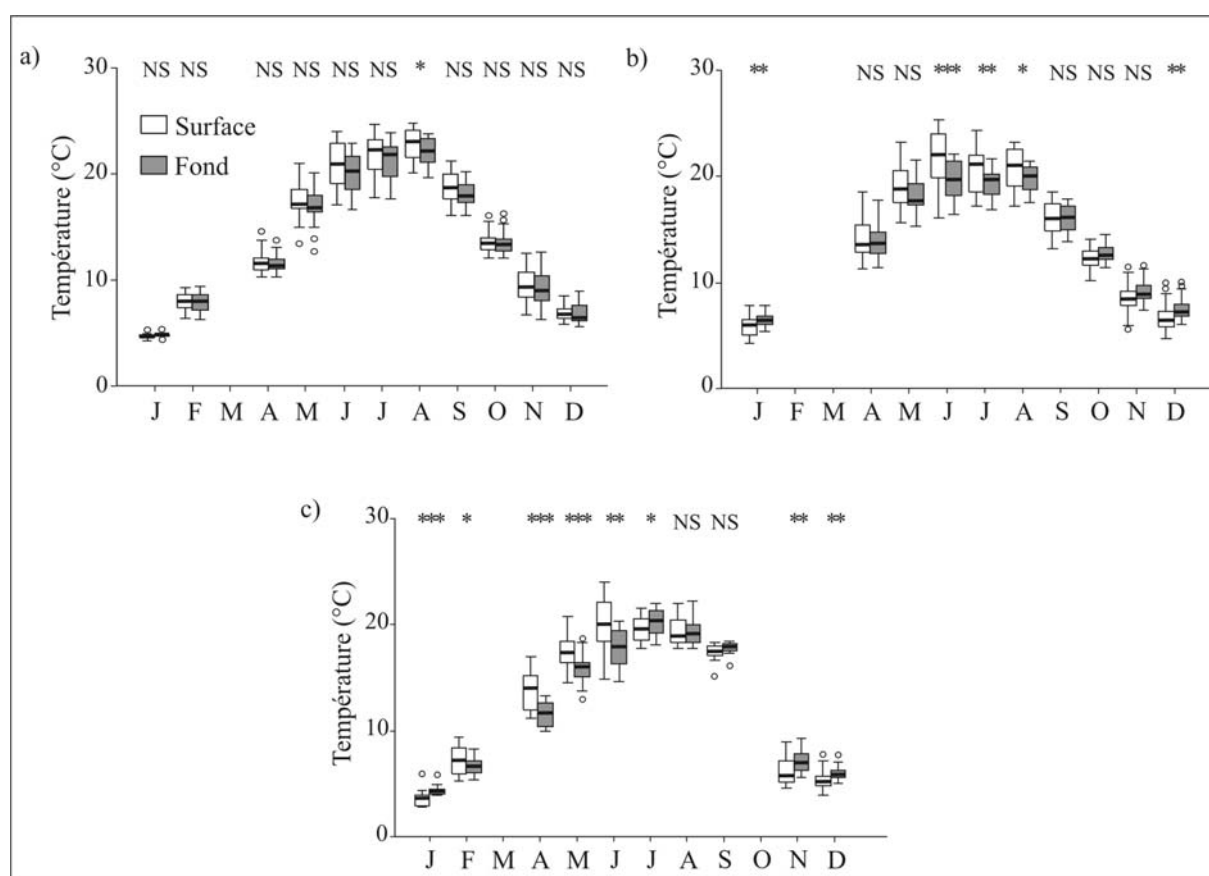 a)
NS NS NS NS NS NS * NS NS NS NS
30
20
10
0
Température (°C)
Surface
Fond
J F M A M J J A S O N D
b)
** NS NS *** ** * NS NS NS **
30
20
10
0
Température (°C)
J F M A M J J A S O N D
c)
*** * *** *** ** * NS NS ** **
30
20
10
0
Température (°C)
J F M A M J J A S O N D